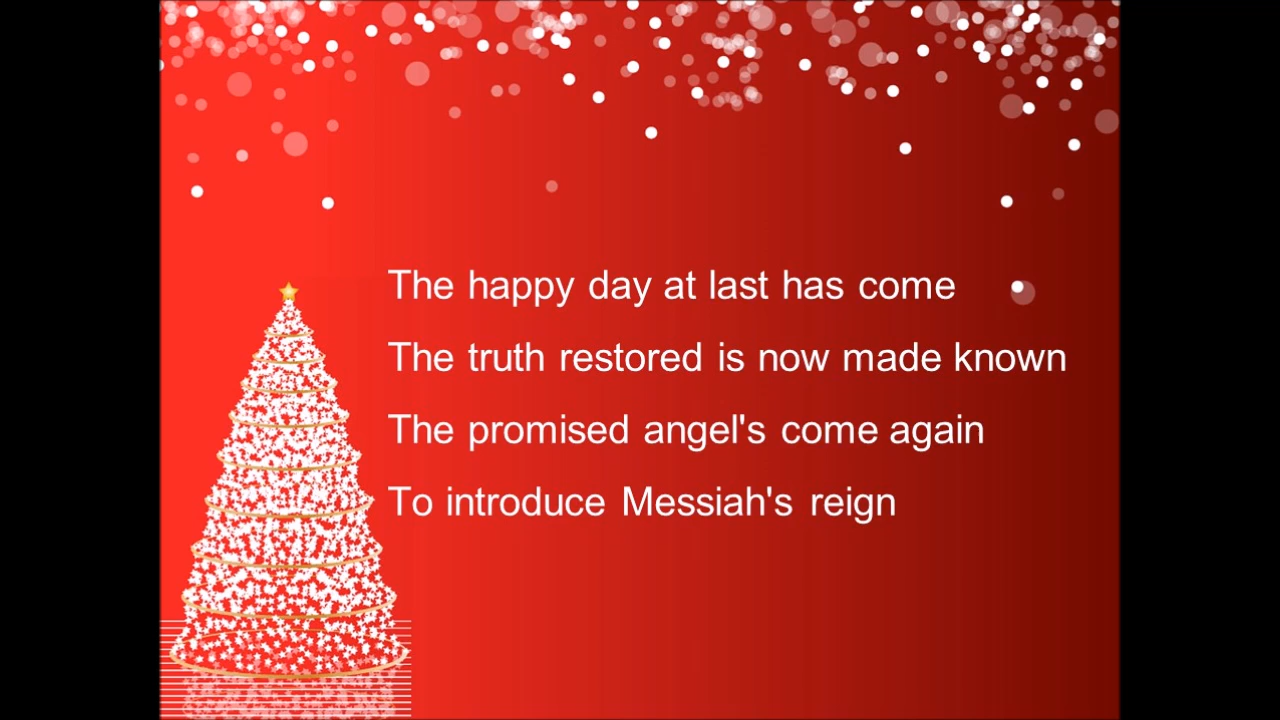 The happy day at last has come
The truth restored is now made known
The promised angel's come again
To introduce Messiah's reign